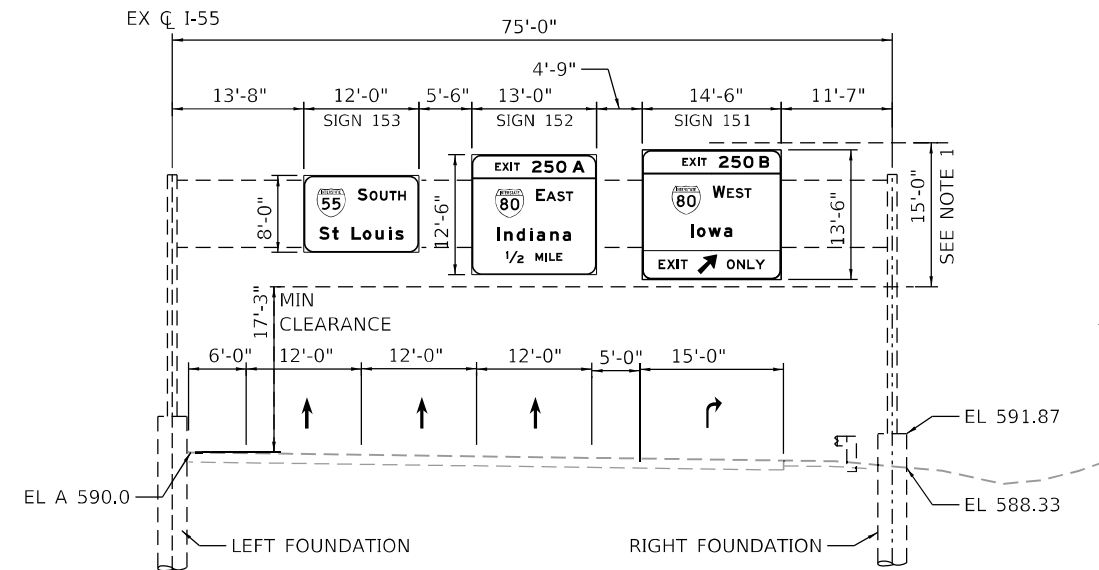 EX ℄ I-55
75'-0"
4'-9"
13'-8" 12'-0" 5'-6" 13'-0" 14'-6" 11'-7"
SIGN 153 SIGN 152 SIGN 151
EXIT 250 A
INTERSTATE 80 EAST
Indiana
1/2 MILE
EXIT 250 B
INTERSTATE 80 WEST
Iowa
EXIT ONLY
INTERSTATE 55 SOUTH
St Louis
8'-0"
12'-6"
13'-6"
15'-0"
SEE NOTE 1
17'-3" MIN
CLEARANCE
6'-0" 12'-0" 12'-0" 12'-0" 5'-0" 15'-0"
EL 591.87
EL A 590.0
EL 588.33
LEFT FOUNDATION
RIGHT FOUNDATION